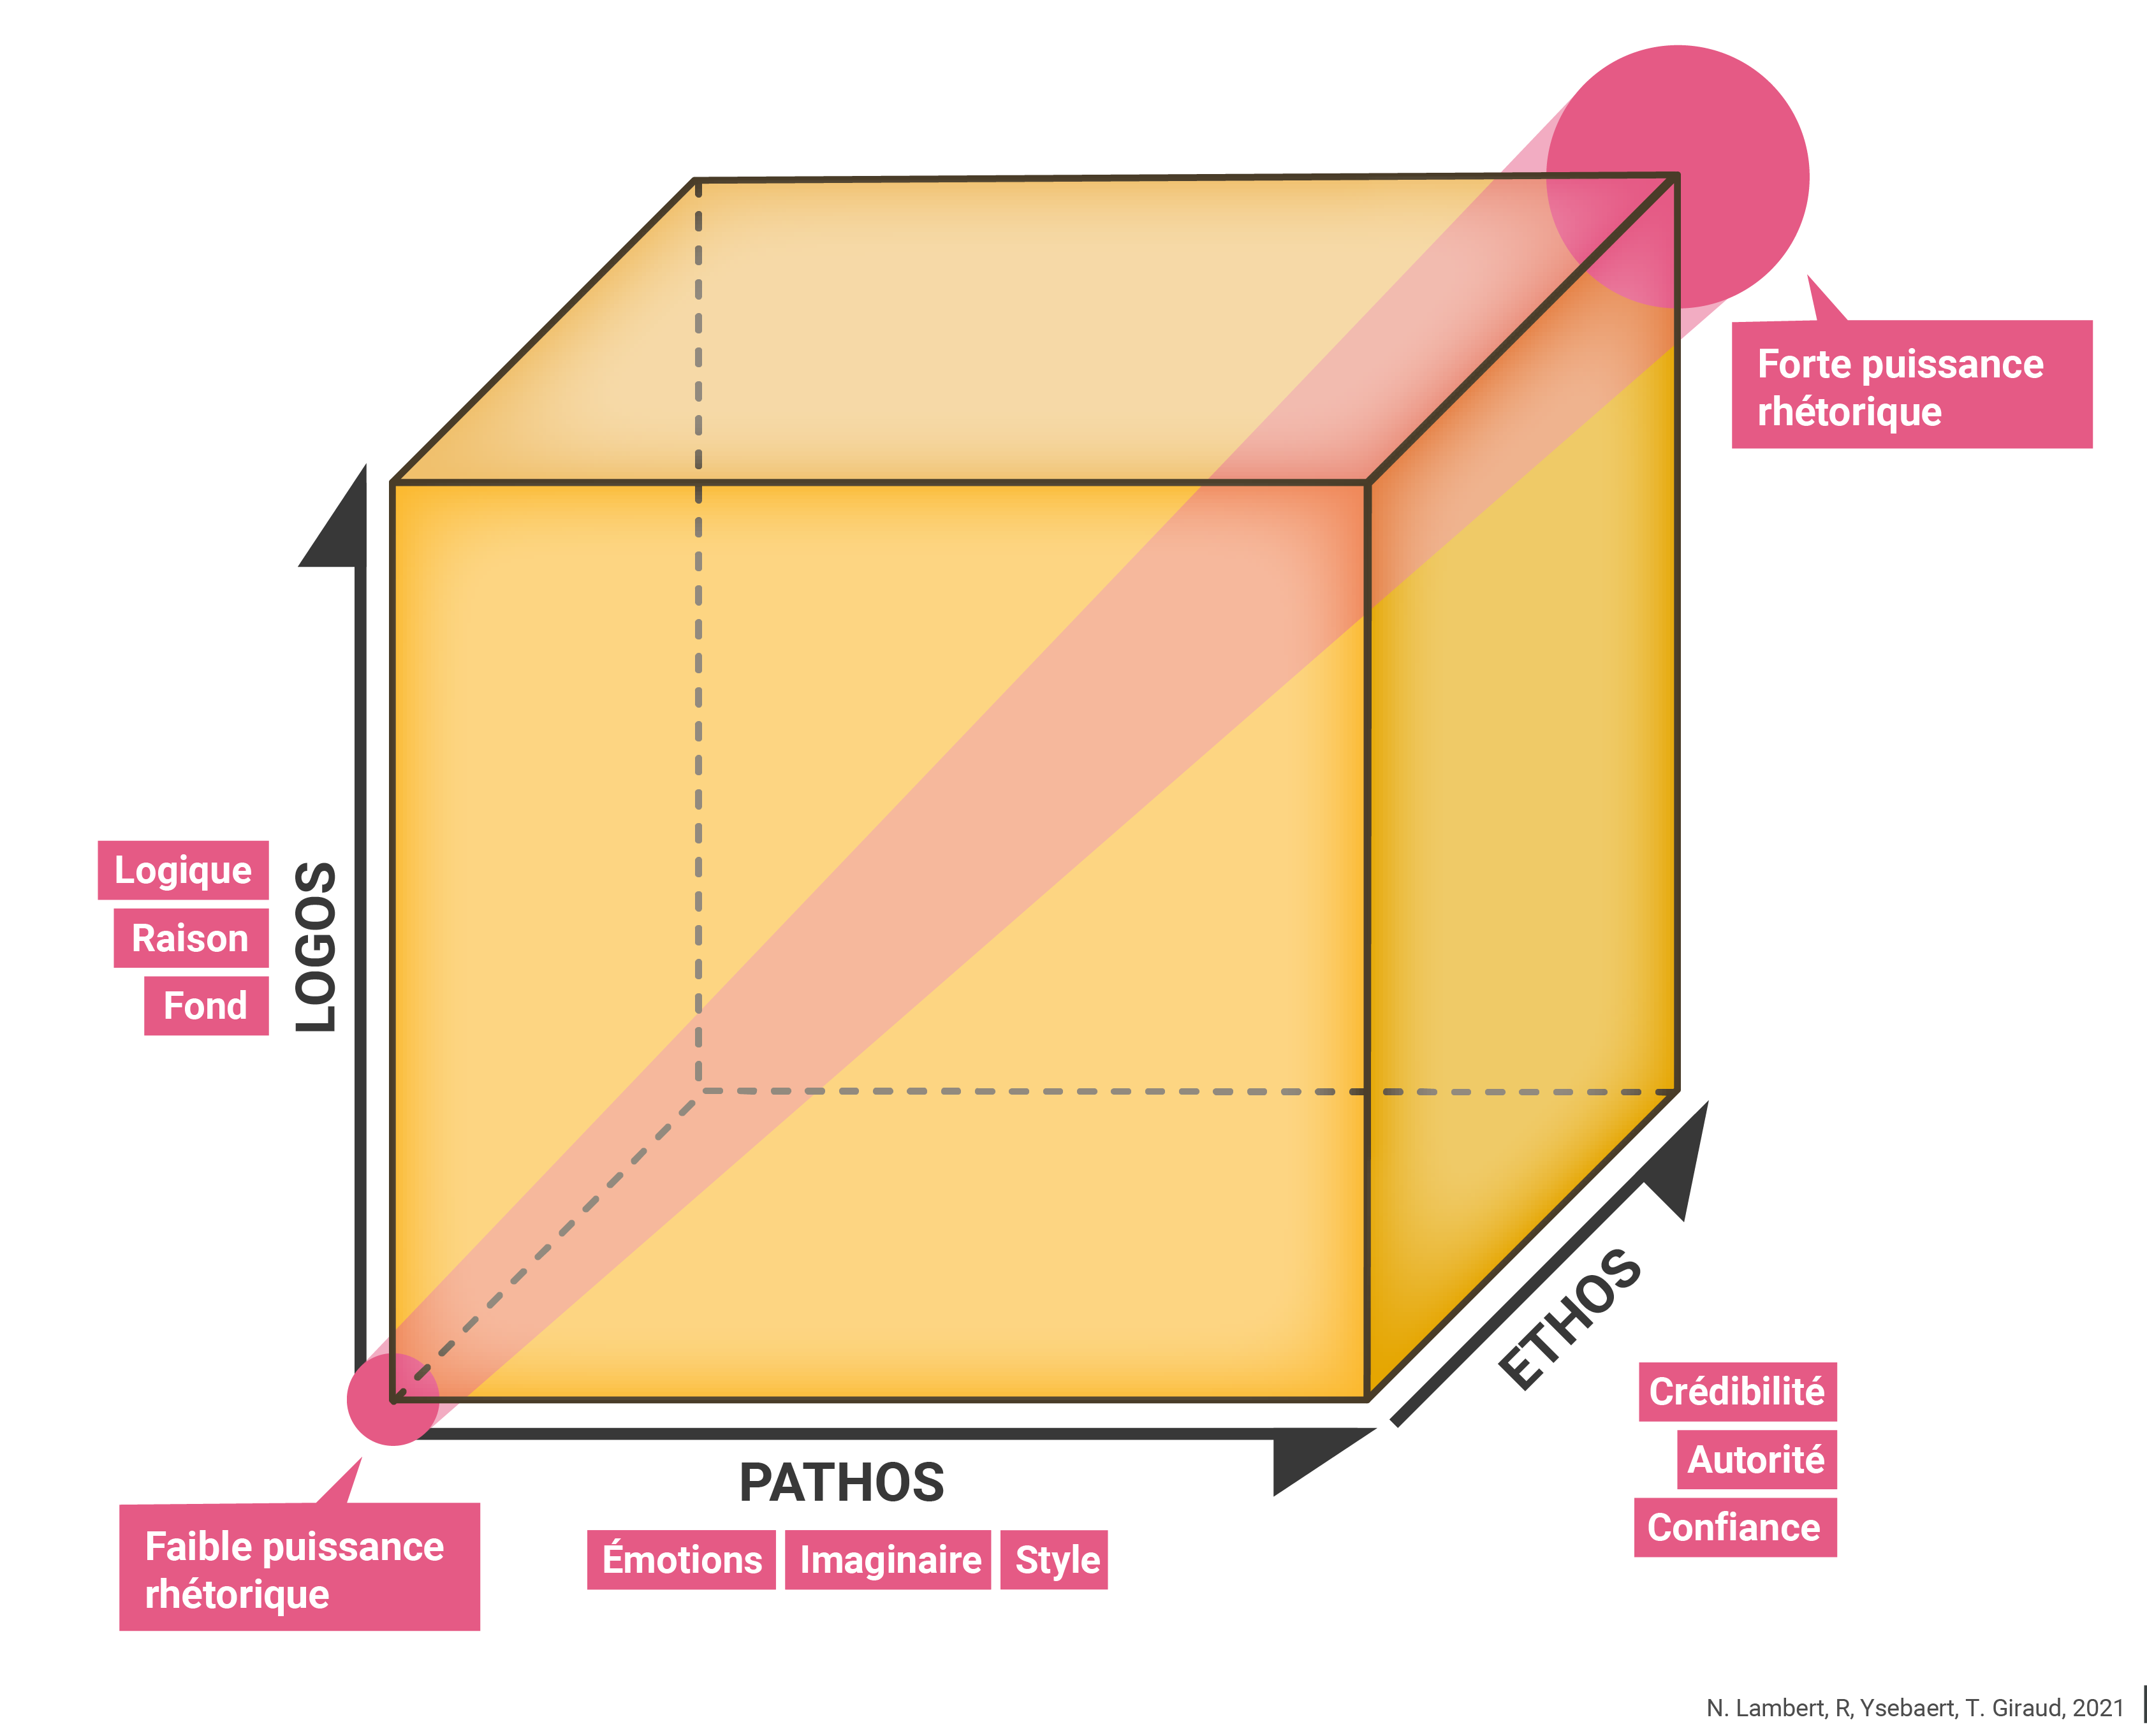 Forte puissance
rhétorique
Logique
Raison
Fond
LOGOS
ETHOS
Crédibilité
Autorité
Confiance
PATHOS
Émotions
Imaginaire
Style
Faible puissance
rhétorique
N. Lambert, R, Ysebaert, T. Giraud, 2021